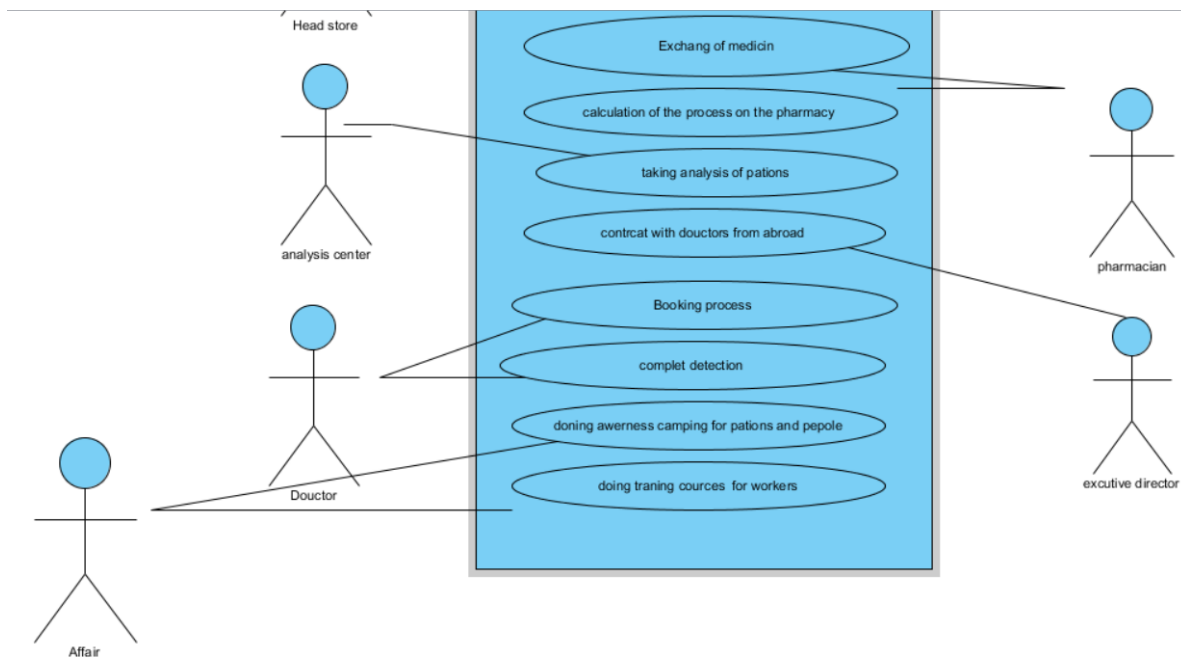 Head store
Exchang of medicin
calculation of the process on the pharmacy
taking analysis of pations
contrcat with douctors from abroad
analysis center
pharmacian
Booking process
complet detection
doning awerness camping for pations and pepole
doing traning cources for workers
Douctor
excutive director
Affair